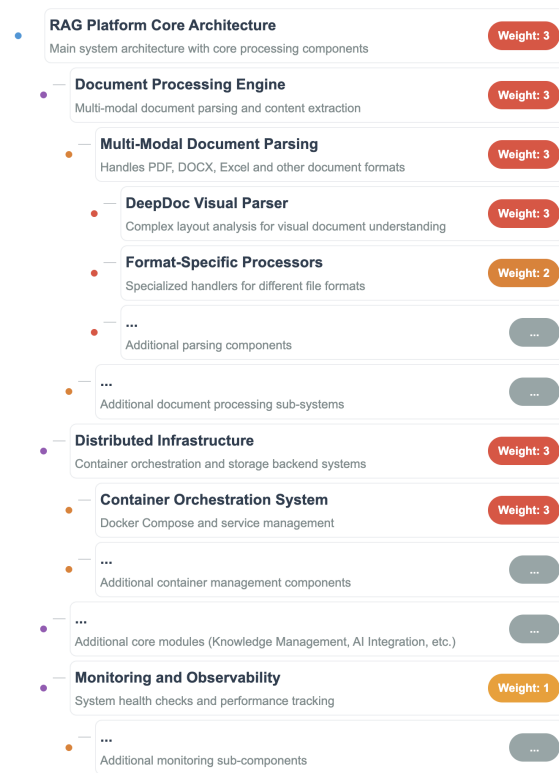 RAG Platform Core Architecture
Weight: 3
Main system architecture with core processing components
Document Processing Engine
Weight: 3
Multi-modal document parsing and content extraction
Multi-Modal Document Parsing
Weight: 3
Handles PDF, DOCX, Excel and other document formats
DeepDoc Visual Parser
Weight: 3
Complex layout analysis for visual document understanding
Format-Specific Processors
Weight: 2
Specialized handlers for different file formats
...
...
Additional parsing components
...
...
Additional document processing sub-systems
Distributed Infrastructure
Weight: 3
Container orchestration and storage backend systems
Container Orchestration System
Weight: 3
Docker Compose and service management
...
...
Additional container management components
...
...
Additional core modules (Knowledge Management, AI Integration, etc.)
Monitoring and Observability
Weight: 1
System health checks and performance tracking
...
...
Additional monitoring sub-components